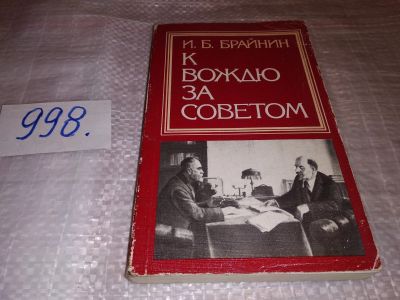 998.
И. Б. БРАЙНИН
К
ВОЖДЮ
ЗА
СОВЕТОМ